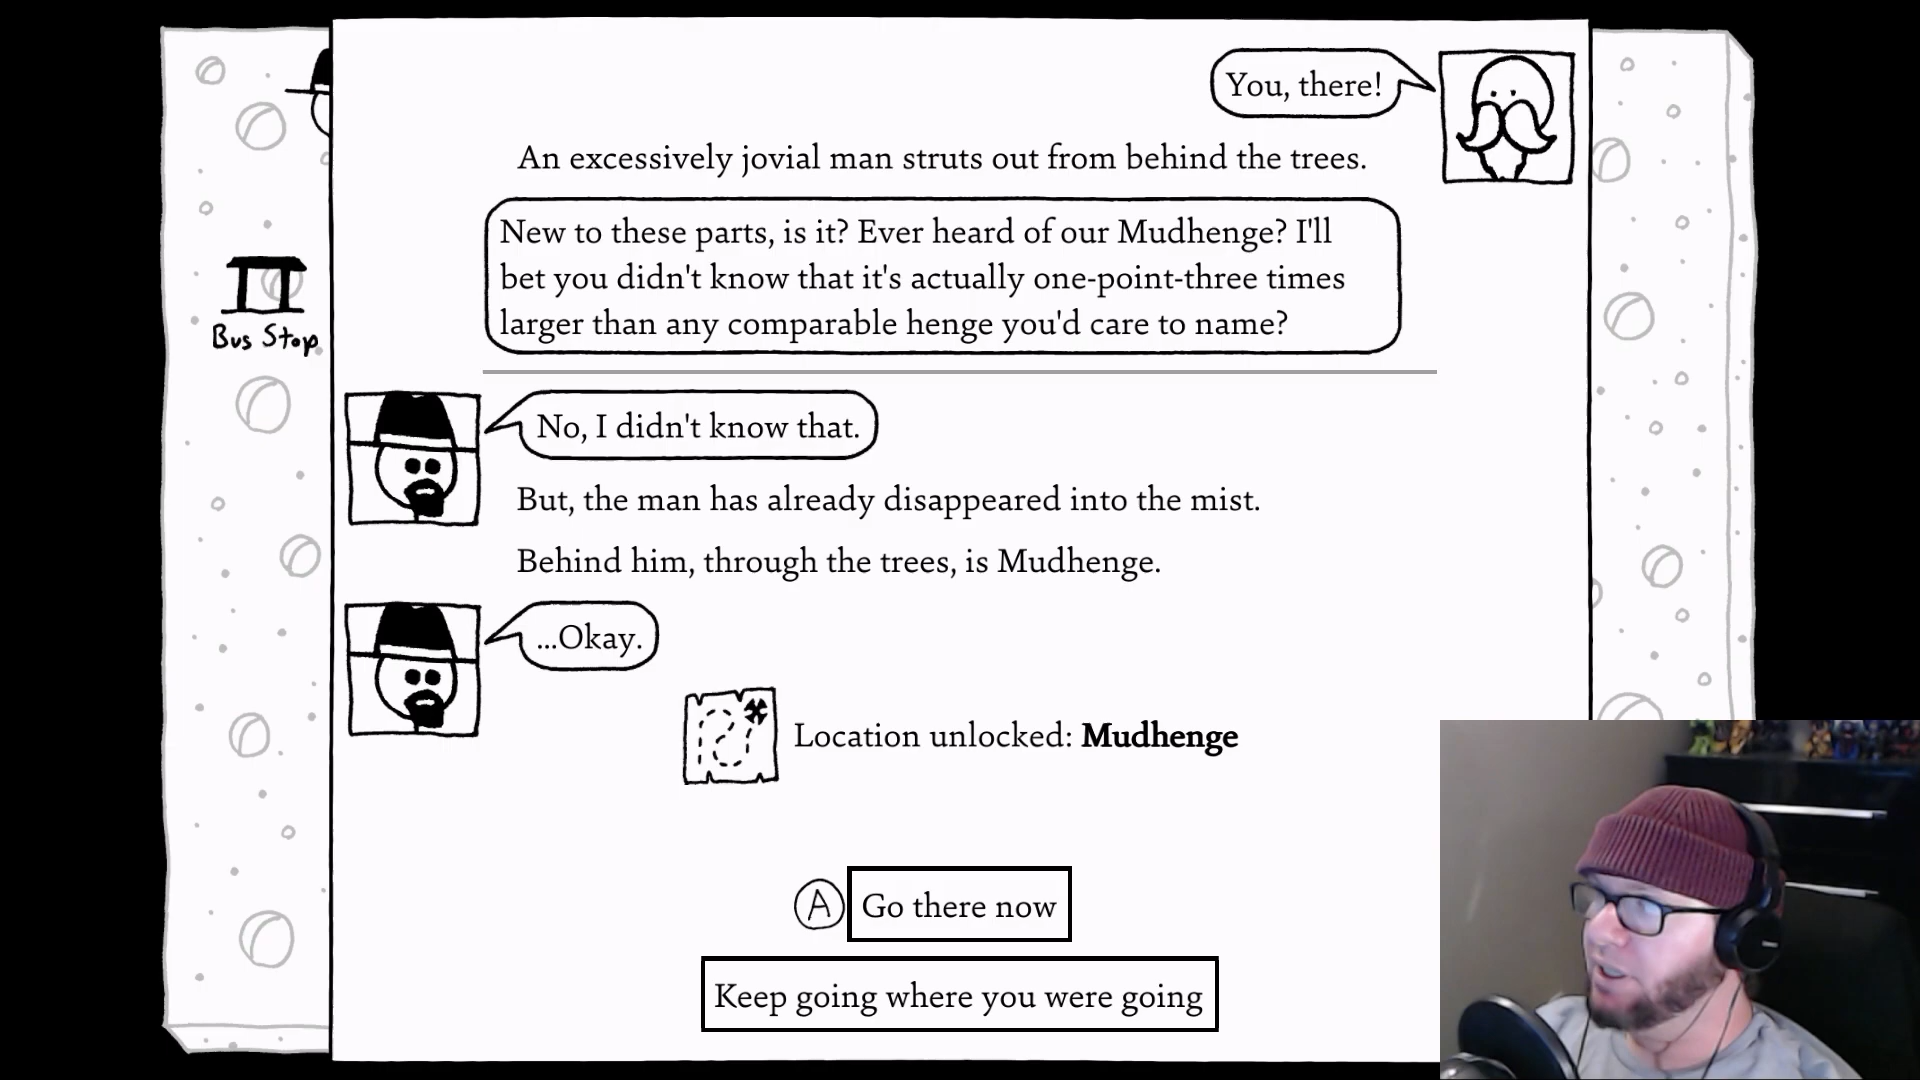 You, there!
An excessively jovial man struts out from behind the trees.
New to these parts, is it? Ever heard of our Mudhenge? I'll
bet you didn't know that it's actually one-point-three times
larger than any comparable henge you'd care to name?
Bus Stop
No, I didn't know that.
But, the man has already disappeared into the mist.
Behind him, through the trees, is Mudhenge.
...Okay.
Location unlocked: Mudhenge
A Go there now
Keep going where you were going